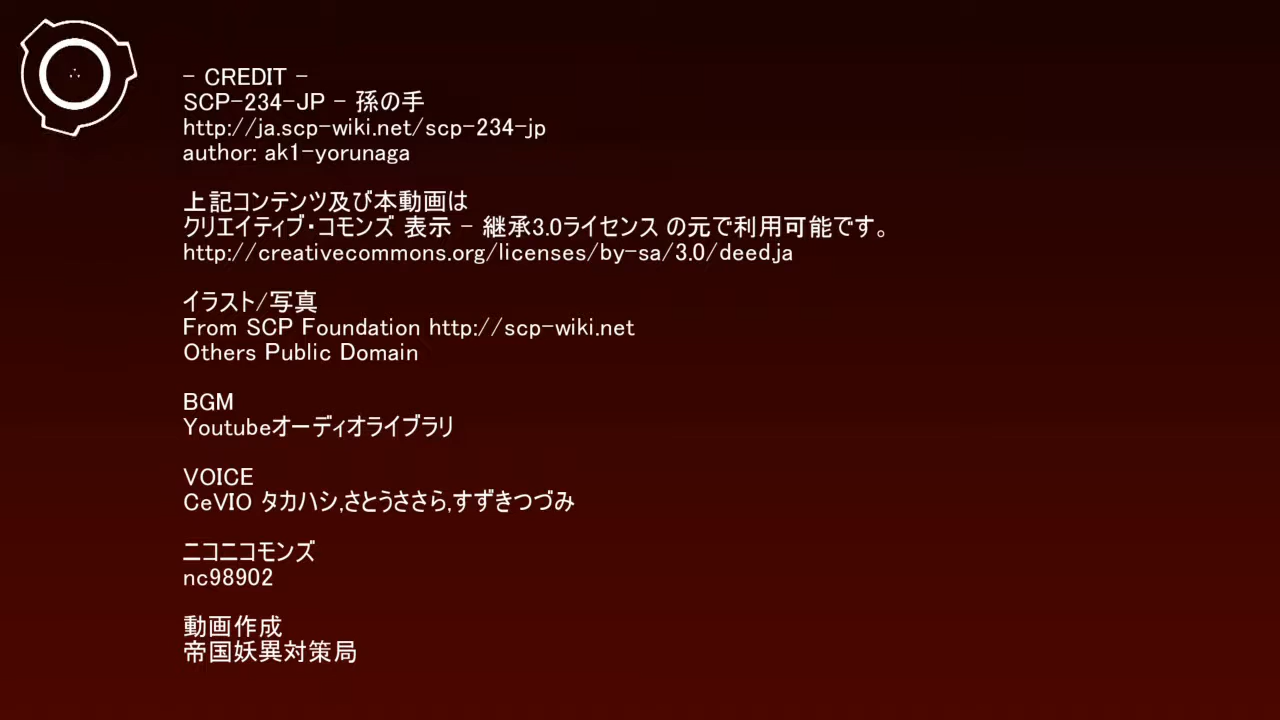 - CREDIT -
SCP-234-JP - 孫の手
http://ja.scp-wiki.net/scp-234-jp
author: ak1-yorunaga
上記コンテンツ及び本動画は
クリエイティブ・コモンズ 表示 - 継承3.0ライセンス の元で利用可能です。
http://creativecommons.org/licenses/by-sa/3.0/deed.ja
イラスト/写真
From SCP Foundation http://scp-wiki.net
Others Public Domain
BGM
Youtubeオーディオライブラリ
VOICE
CeVIO タカハシ,さとうささら,すずきつづみ
ニコニコモンズ
nc98902
動画作成
帝国妖異対策局